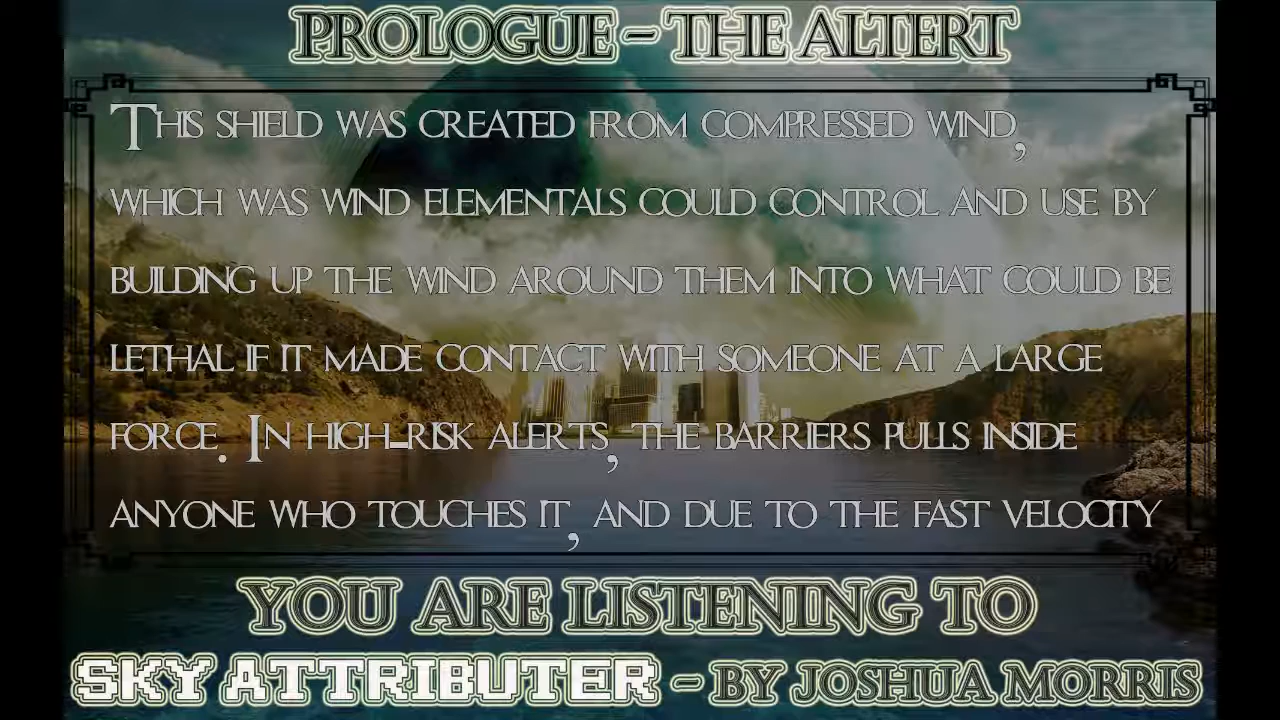 PROLOGUE - THE ALTERT
THIS SHIELD WAS CREATED FROM COMPRESSED WIND,
WHICH WAS WIND ELEMENTALS COULD CONTROL AND USE BY
BUILDING UP THE WIND AROUND THEM INTO WHAT COULD BE
LETHAL IF IT MADE CONTACT WITH SOMEONE AT A LARGE
FORCE. IN HIGH-RISK ALERTS, THE BARRIERS PULLS INSIDE
ANYONE WHO TOUCHES IT, AND DUE TO THE FAST VELOCITY
YOU ARE LISTENING TO
SKY ATTRIBUTER - BY JOSHUA MORRIS